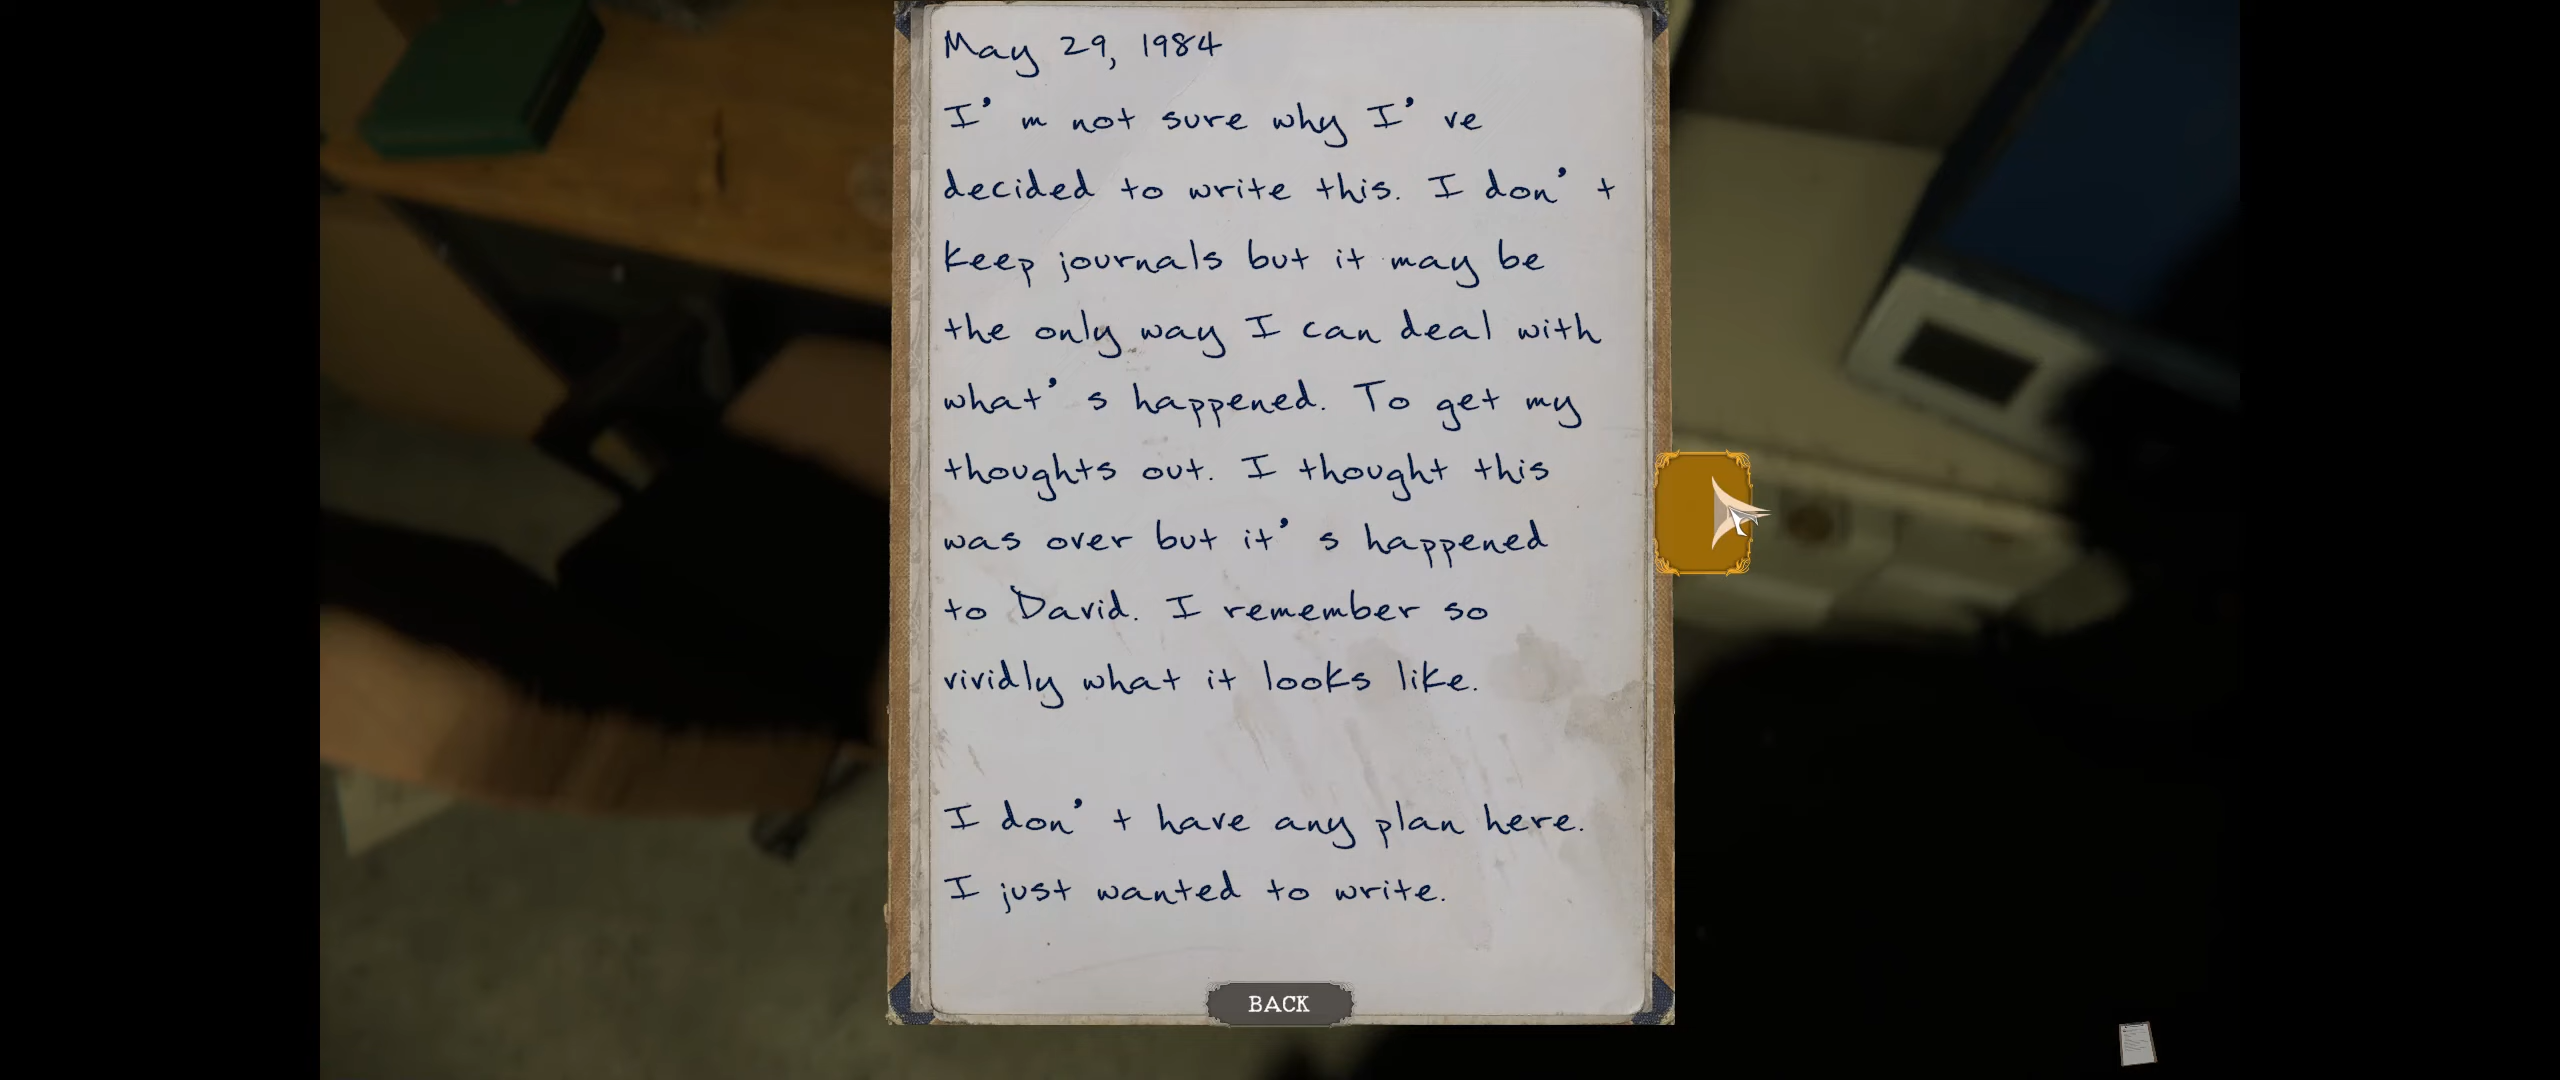 May 29, 1984
I’ m not sure why I’ ve
decided to write this. I don’ t
keep journals but it may be
the only way I can deal with
what’ s happened. To get my
thoughts out. I thought this
was over but it’ s happened
to David. I remember so
vividly what it looks like.
I don’ t have any plan here.
I just wanted to write.
BACK